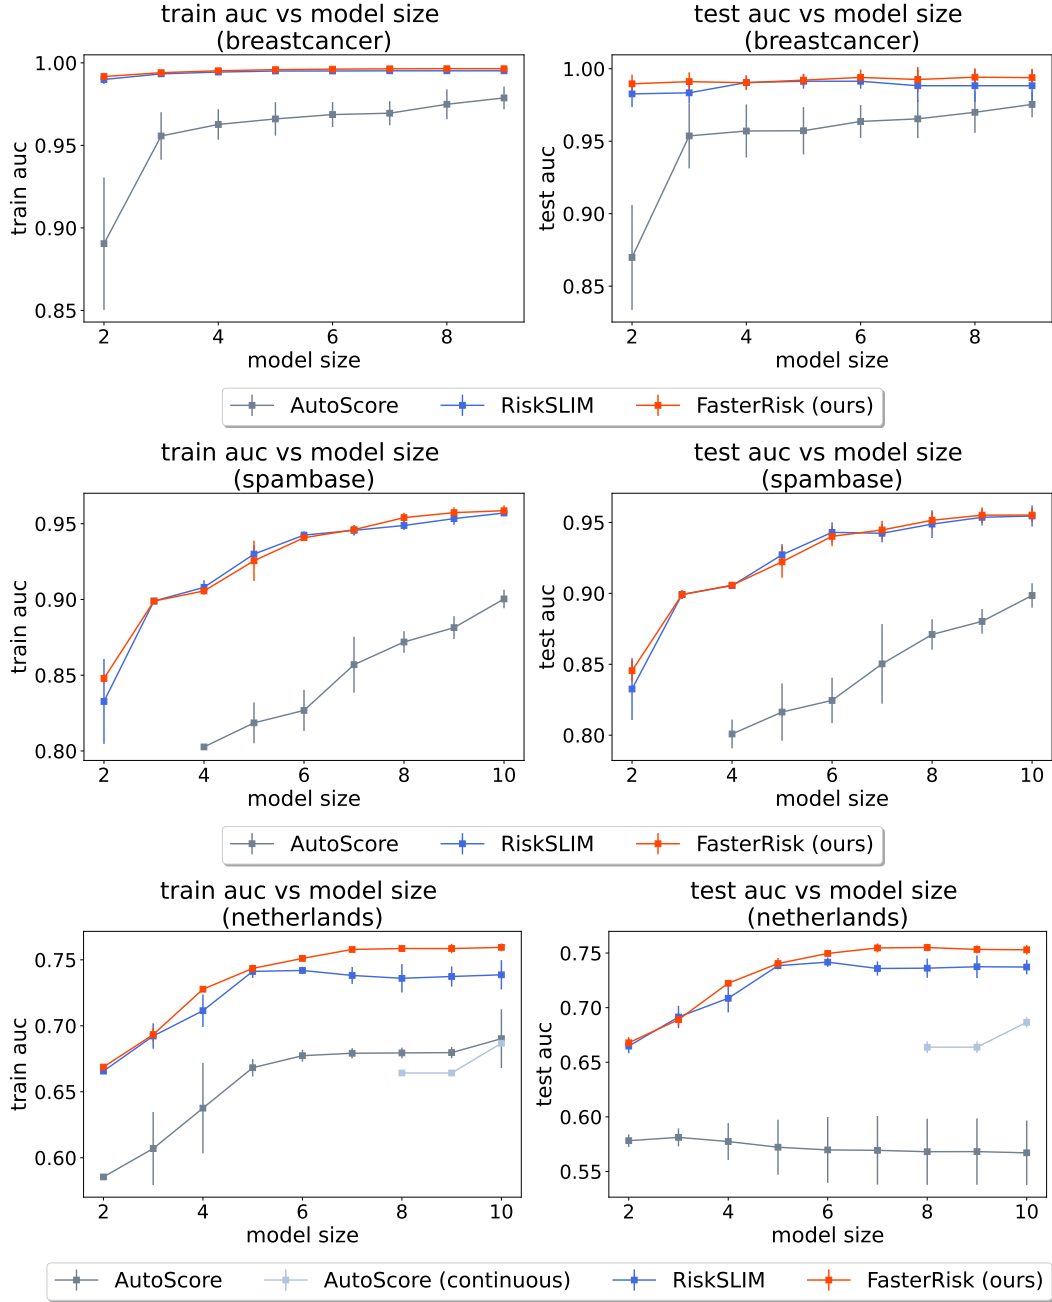 train auc vs model size
(breastcancer)
train auc
1.00
0.95
0.90
0.85
2
4
6
8
model size
test auc vs model size
(breastcancer)
test auc
1.00
0.95
0.90
0.85
2
4
6
8
model size
AutoScore
RiskSLIM
FasterRisk (ours)
train auc vs model size
(spambase)
train auc
0.95
0.90
0.85
0.80
2
4
6
8
10
model size
test auc vs model size
(spambase)
test auc
0.95
0.90
0.85
0.80
2
4
6
8
10
model size
AutoScore
RiskSLIM
FasterRisk (ours)
train auc vs model size
(netherlands)
train auc
0.75
0.70
0.65
0.60
2
4
6
8
10
model size
test auc vs model size
(netherlands)
test auc
0.75
0.70
0.65
0.60
0.55
2
4
6
8
10
model size
AutoScore
AutoScore (continuous)
RiskSLIM
FasterRisk (ours)